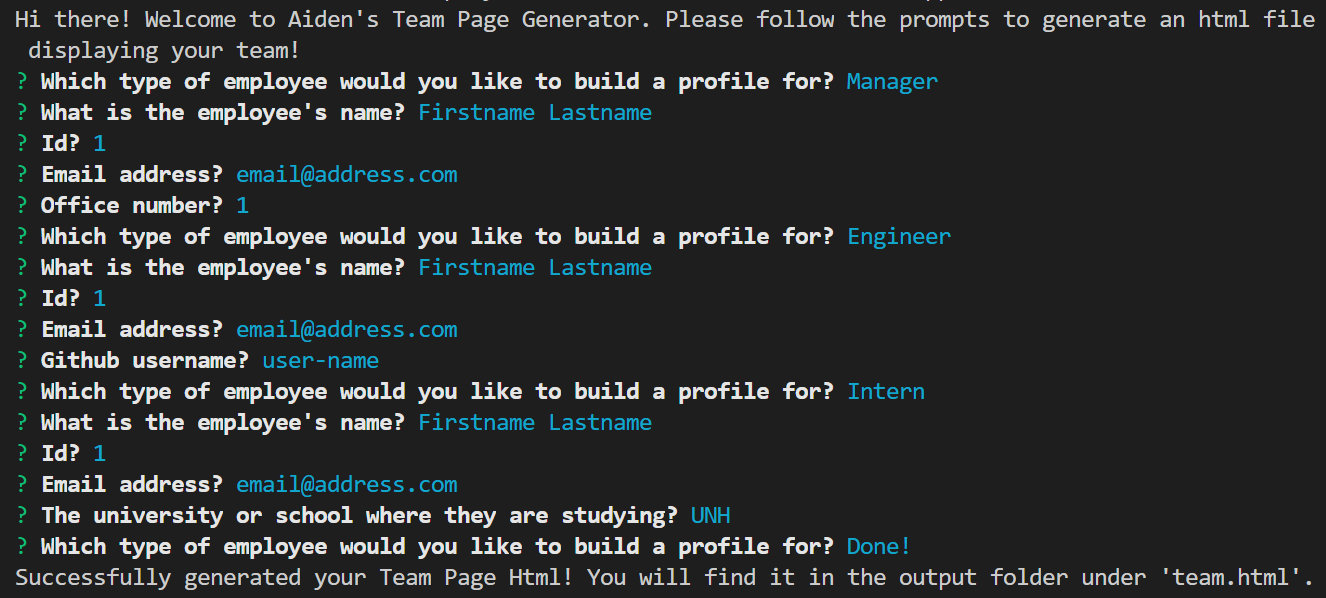 Hi there! Welcome to Aiden's Team Page Generator. Please follow the prompts to generate an html file
displaying your team!
? Which type of employee would you like to build a profile for? Manager
? What is the employee's name? Firstname Lastname
? Id? 1
? Email address? email@address.com
? Office number? 1
? Which type of employee would you like to build a profile for? Engineer
? What is the employee's name? Firstname Lastname
? Id? 1
? Email address? email@address.com
? Github username? user-name
? Which type of employee would you like to build a profile for? Intern
? What is the employee's name? Firstname Lastname
? Id? 1
? Email address? email@address.com
? The university or school where they are studying? UNH
? Which type of employee would you like to build a profile for? Done!
Successfully generated your Team Page Html! You will find it in the output folder under 'team.html'.